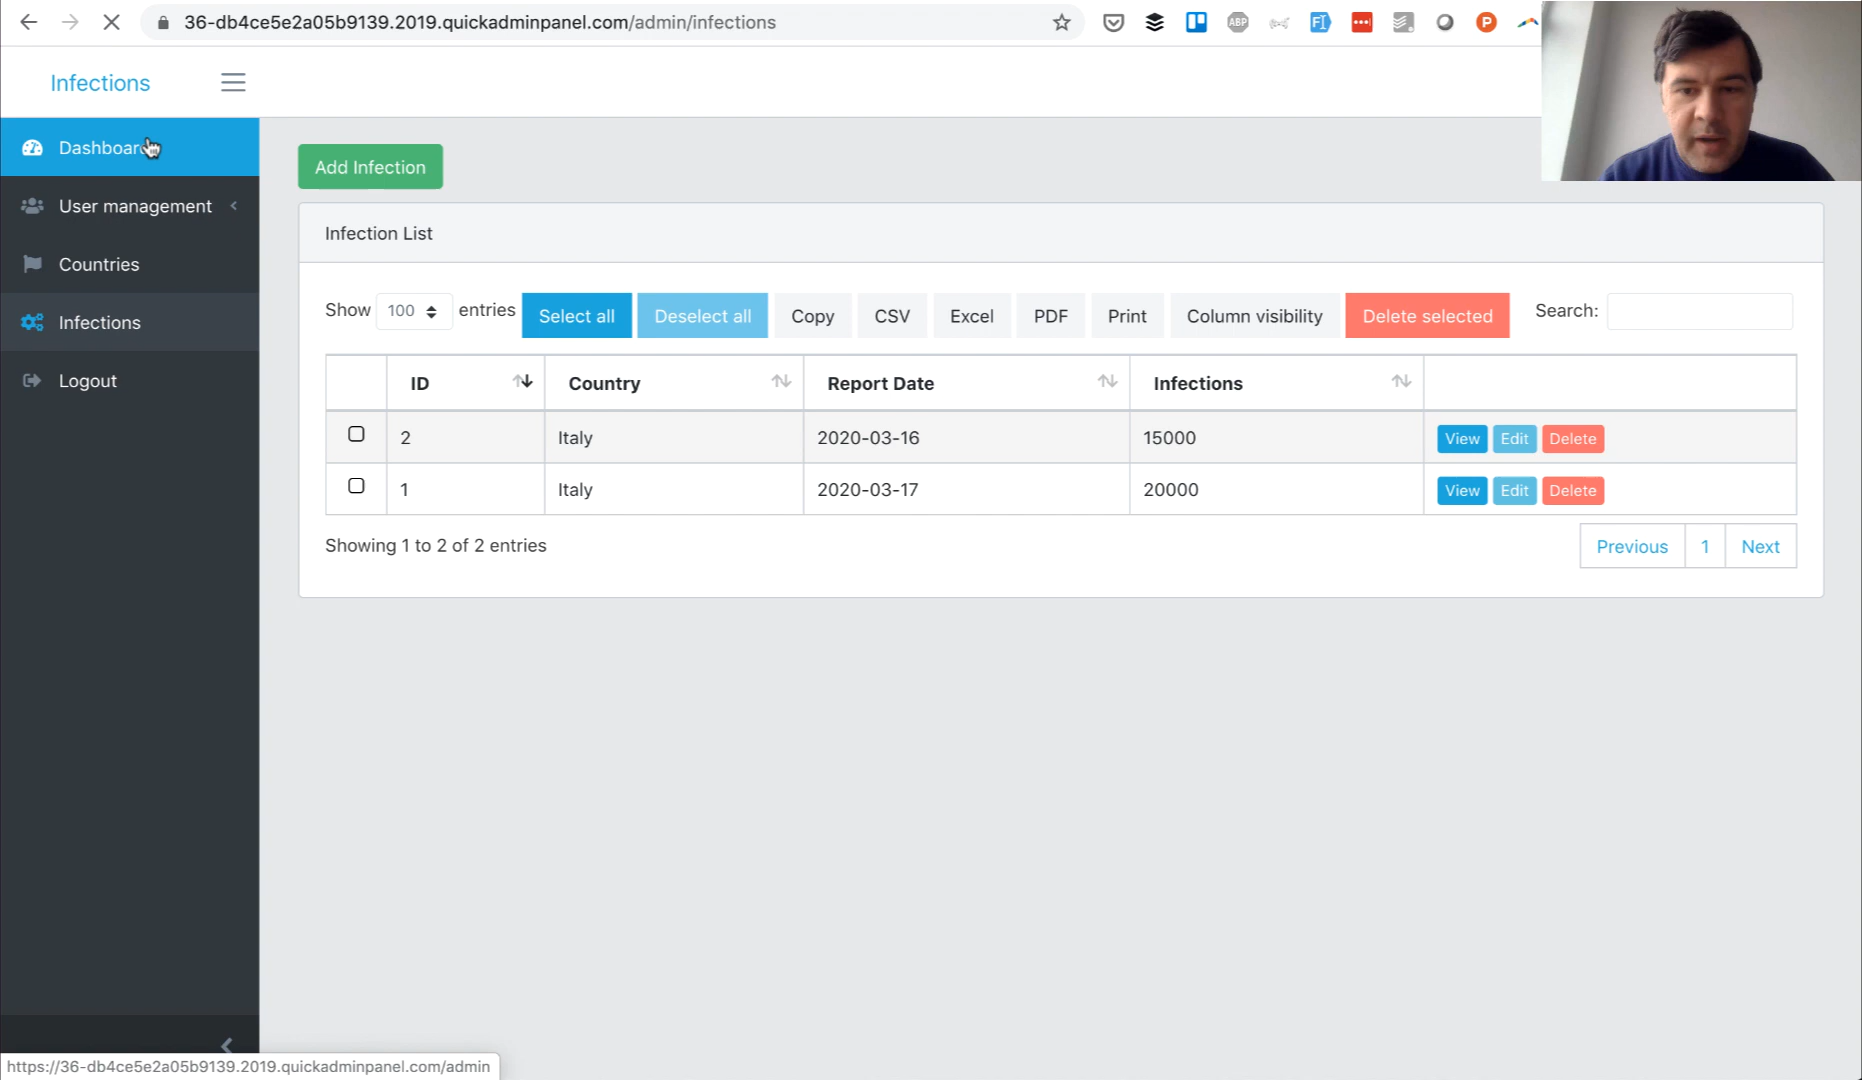 36-db4ce5e2a05b9139.2019.quickadminpanel.com/admin/infections
ABP
F
P
Infections
Dashboar
User management
Countries
Infections
Logout
Add Infection
Infection List
Show 100 entries Select all Deselect all Copy CSV Excel PDF Print Column visibility Delete selected Search:
ID Country Report Date Infections
2 Italy 2020-03-16 15000 View Edit Delete
1 Italy 2020-03-17 20000 View Edit Delete
Showing 1 to 2 of 2 entries
Previous 1 Next
https://36-db4ce5e2a05b9139.2019.quickadminpanel.com/admin